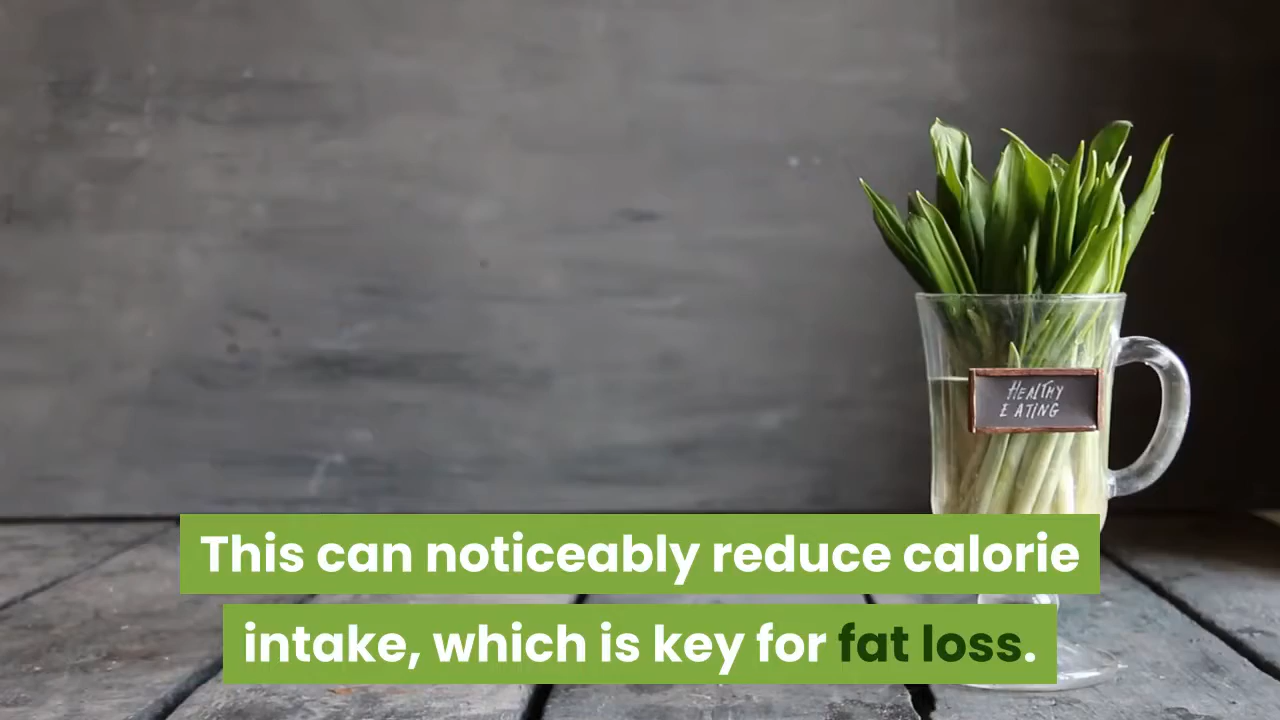 HEALTHY
EATING
This can noticeably reduce calorie
intake, which is key for fat loss.